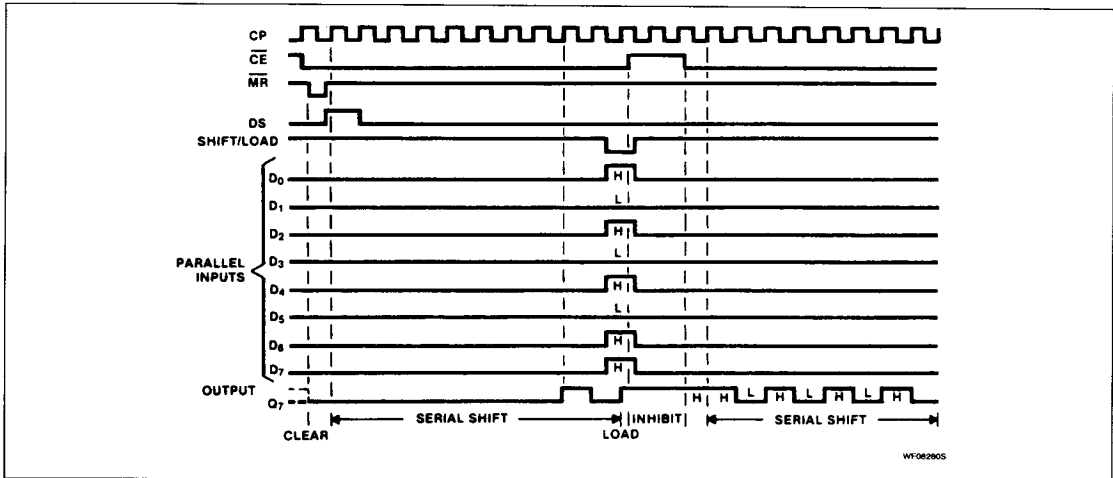 CP
CE
MR
DS
SHIFT/LOAD
D0 H
D1 L
D2 H
D3 L
PARALLEL INPUTS
D4 H
D5 L
D6 H
D7 H
OUTPUT
Q7 H H L H L H L H
SERIAL SHIFT INHIBIT SERIAL SHIFT
CLEAR LOAD
WF08280S